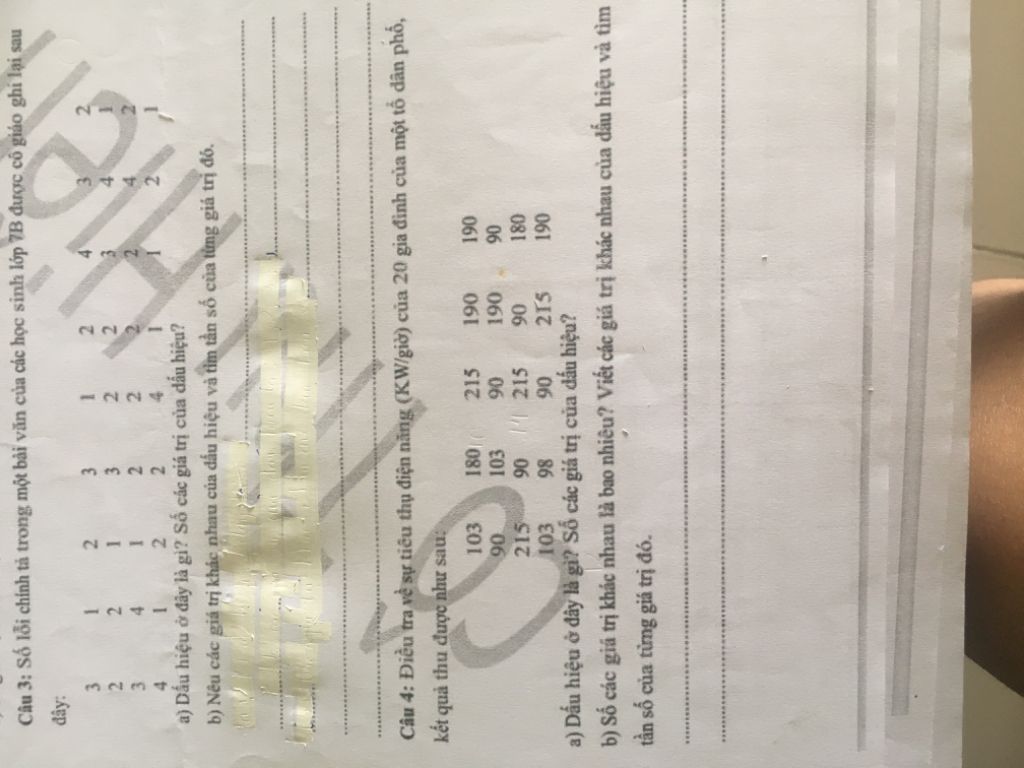 Câu 3: Số lỗi chính tả trong một bài văn của các học sinh lớp 7B được cô giáo ghi lại sau
đây:
3 1 2 3 1 2 4 3 2
2 2 1 3 2 2 3 4 1
3 4 1 2 2 2 2 4 2
4 1 2 2 4 1 1 2 1
a) Dấu hiệu ở đây là gì? Số các giá trị của dấu hiệu?
b) Nêu các giá trị khác nhau của dấu hiệu và tìm tần số của từng giá trị đó.
Câu 4: Điều tra về sự tiêu thụ điện năng (KW/giờ) của 20 gia đình của một tổ dân phố,
kết quả thu được như sau:
103 180 215 190 190
90 103 90 190 90
215 90 215 90 180
103 98 90 215 190
a) Dấu hiệu ở đây là gì? Số các giá trị của dấu hiệu?
b) Số các giá trị khác nhau là bao nhiêu? Viết các giá trị khác nhau của dấu hiệu và tìm
tần số của từng giá trị đó.